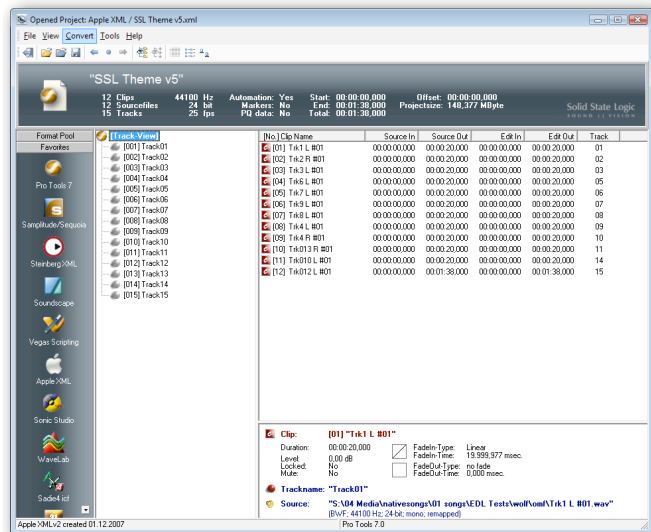 Opened Project: Apple XML / SSL Theme v5.xml
File View Convert Tools Help
"SSL Theme v5"
12 Clips 44100 Hz Automation: Yes Start: 00:00:00,000 Offset: 00:00:00,000
12 Sourcefiles 24 bit Markers: No End: 00:01:38,000 Projectsize: 148,377 MByte
15 Tracks 25 fps PQ data: No Total: 00:01:38,000
Solid State Logic
SOUND || VISION
Format Pool
Favorites
Pro Tools 7
Samplitude/Sequoia
Steinberg XML
Soundscape
Vegas Scripting
Apple XML
Sonic Studio
WaveLab
Sadie4 icf
[Track-View]
[001] Track01
[002] Track02
[003] Track03
[004] Track04
[005] Track05
[006] Track06
[007] Track07
[008] Track08
[009] Track09
[010] Track10
[011] Track11
[012] Track12
[013] Track13
[014] Track14
[015] Track15
[No.] Clip Name Source In Source Out Edit In Edit Out Track
[01] Trk1 L #01 00:00:00,000 00:00:20,000 00:00:00,000 00:00:20,000 01
[02] Trk2 R #01 00:00:00,000 00:00:20,000 00:00:00,000 00:00:20,000 02
[03] Trk3 L #01 00:00:00,000 00:00:20,000 00:00:00,000 00:00:20,000 03
[04] Trk6 L #01 00:00:00,000 00:00:20,000 00:00:00,000 00:00:20,000 05
[05] Trk7 L #01 00:00:00,000 00:00:20,000 00:00:00,000 00:00:20,000 06
[06] Trk9 L #01 00:00:00,000 00:00:20,000 00:00:00,000 00:00:20,000 07
[07] Trk8 L #01 00:00:00,000 00:00:20,000 00:00:00,000 00:00:20,000 08
[08] Trk4 L #01 00:00:00,000 00:00:20,000 00:00:00,000 00:00:20,000 09
[09] Trk4 R #01 00:00:00,000 00:00:20,000 00:00:00,000 00:00:20,000 10
[10] Trk013 R #01 00:00:00,000 00:00:20,000 00:00:00,000 00:00:20,000 11
[11] Trk010 L #01 00:00:00,000 00:00:20,000 00:00:00,000 00:00:20,000 14
[12] Trk012 L #01 00:00:00,000 00:01:38,000 00:00:00,000 00:01:38,000 15
Clip: [01] "Trk1 L #01"
Duration: 00:00:20,000 FadeIn-Type: Linear
Level: 0,00 dB FadeIn-Time: 19.999,977 msec.
Locked: No FadeOut-Type: no fade
Mute: No FadeOut-Time: 0,000 msec.
Trackname: "Track01"
Source: "S:\04 Media\nativesongs\01 songs\EDL Tests\wolf\omf\Trk1 L #01.wav"
(BWF; 44100 Hz; 24-bit; mono; remapped)
Apple XMLv2 created 01.12.2007 Pro Tools 7.0